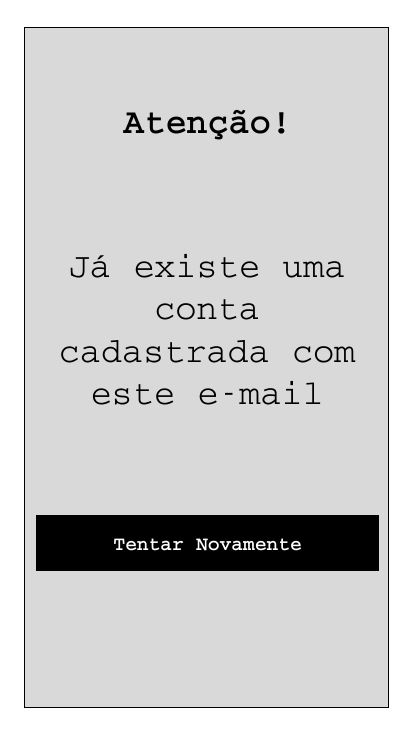 Atenção!
Já existe uma
conta
cadastrada com
este e-mail
Tentar Novamente